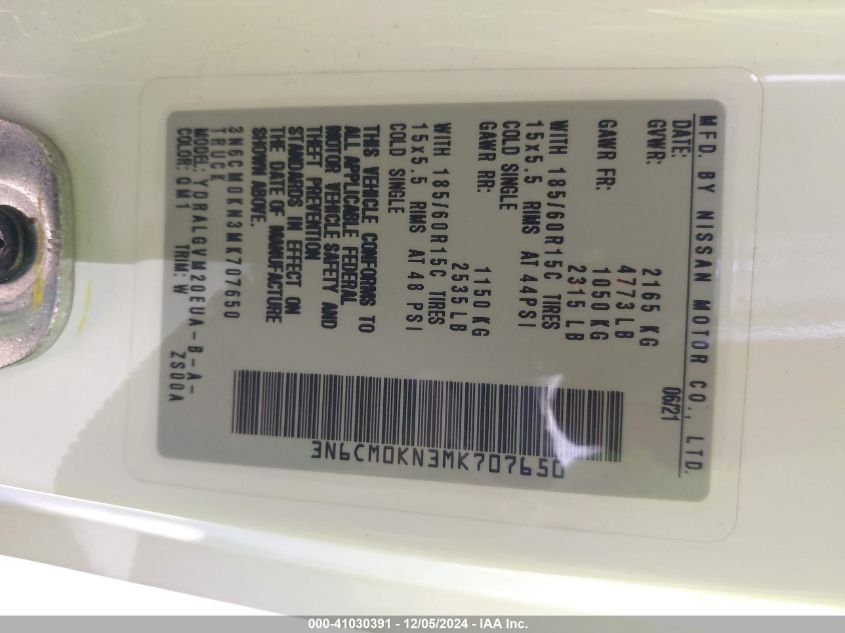 MFD. BY NISSAN MOTOR CO., LTD.
DATE: 06/21
GVWR: 2165 KG
4773LB
GAWR FR: 1050 KG
2315 LB
WITH 185/60R15C TIRES
15x5.5 RIMS AT 44PSI
COLD SINGLE
GAWR RR: 1150 KG
2535 LB
WITH 185/60R15C TIRES
15x5.5 RIMS AT 48 PSI
COLD SINGLE
THIS VEHICLE CONFORMS TO
ALL APPLICABLE FEDERAL
MOTOR VEHICLE SAFETY AND
THEFT PREVENTION
STANDARDS IN EFFECT ON
THE DATE OF MANUFACTURE
SHOWN ABOVE.
3N6CM0KN3MK707650
TRUCK
MODEL: YDRALGVM20EUA-B-A-
COLOR: QM1 TRIM: W ZS00A
3N6CM0KN3MK707650
000-41030391 - 12/05/2024 - IAA Inc.